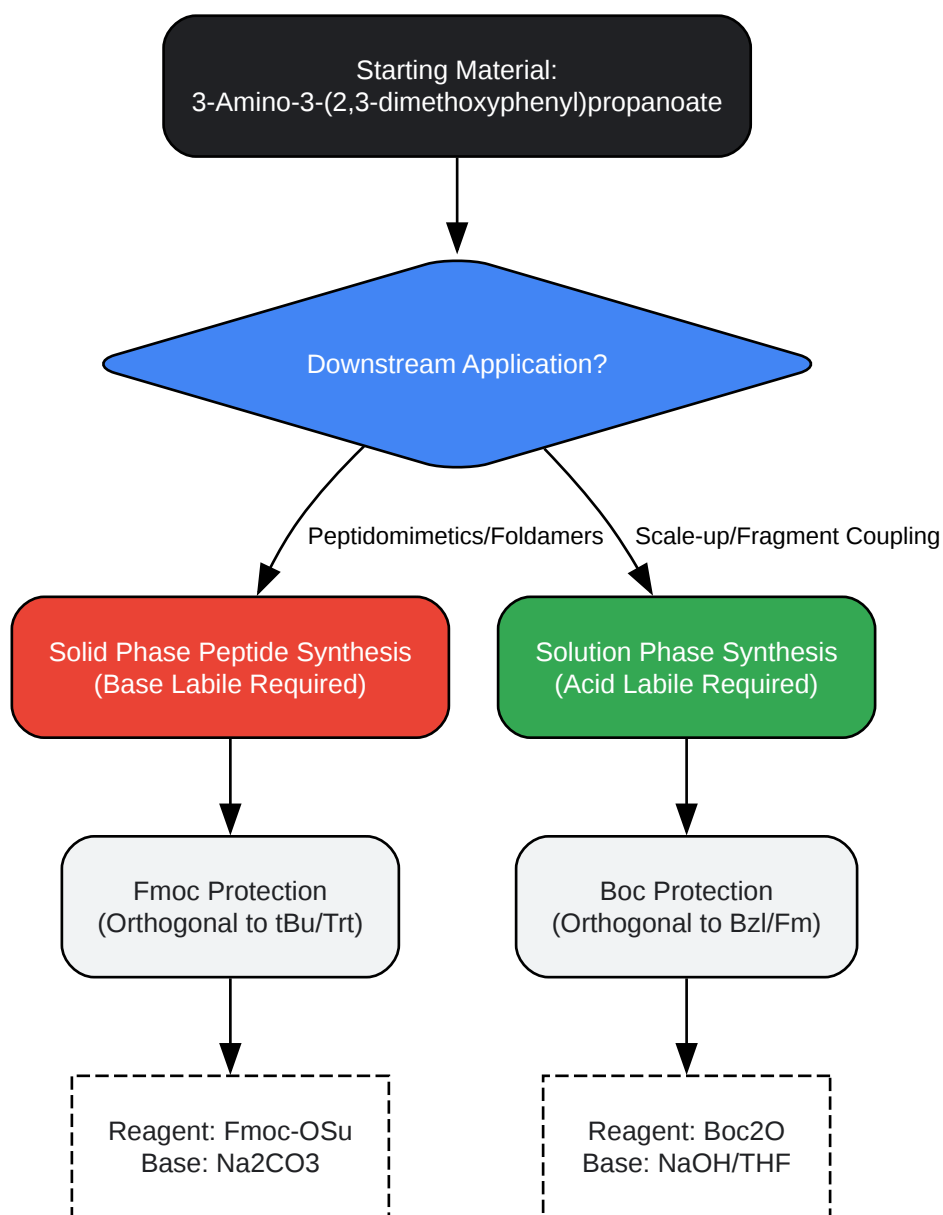 Starting Material:
3-Amino-3-(2,3-dimethoxyphenyl)propanoate
Downstream Application?
Peptidomimetics/Foldamers
Scale-up/Fragment Coupling
Solid Phase Peptide Synthesis
(Base Labile Required)
Solution Phase Synthesis
(Acid Labile Required)
Fmoc Protection
(Orthogonal to tBu/Trt)
Boc Protection
(Orthogonal to Bzl/Fm)
Reagent: Fmoc-OSu
Base: Na2CO3
Reagent: Boc2O
Base: NaOH/THF